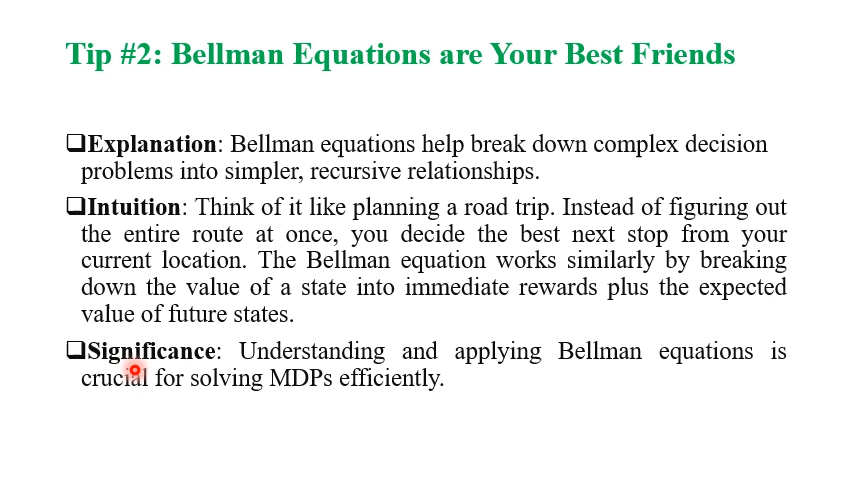 Tip #2: Bellman Equations are Your Best Friends
❑Explanation: Bellman equations help break down complex decision
problems into simpler, recursive relationships.
❑Intuition: Think of it like planning a road trip. Instead of figuring out
the entire route at once, you decide the best next stop from your
current location. The Bellman equation works similarly by breaking
down the value of a state into immediate rewards plus the expected
value of future states.
❑Significance: Understanding and applying Bellman equations is
crucial for solving MDPs efficiently.